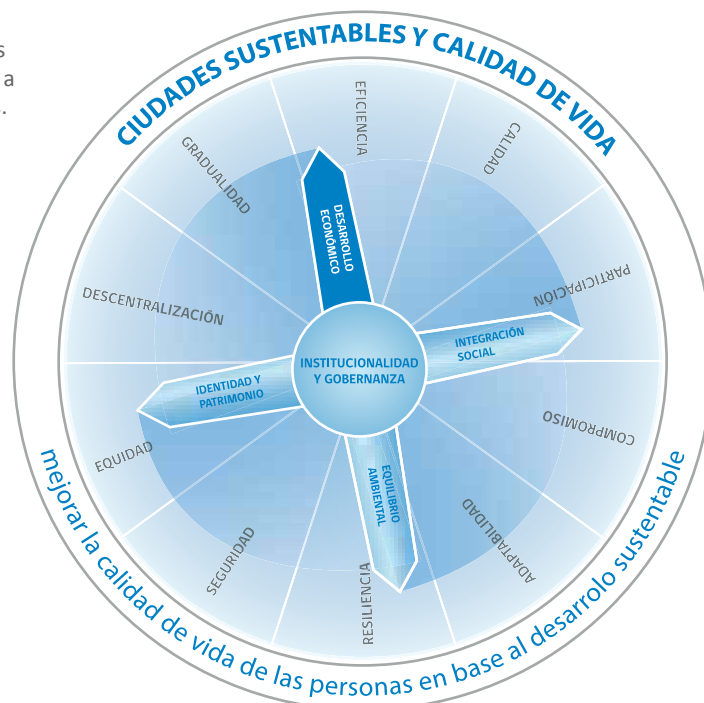 s
a
.
CIUDADES SUSTENTABLES Y CALIDAD DE VIDA
EFICIENCIA
CALIDAD
PARTICIPACIÓN
COMPROMISO
ADAPTABILIDAD
RESILIENCIA
SEGURIDAD
EQUIDAD
DESCENTRALIZACIÓN
GRADUALIDAD
DESARROLLO
ECONÓMICO
INTEGRACIÓN
SOCIAL
EQUILIBRIO
AMBIENTAL
IDENTIDAD Y
PATRIMONIO
INSTITUCIONALIDAD
Y GOBERNANZA
mejorar la calidad de vida de las personas en base al desarrolo sustentable